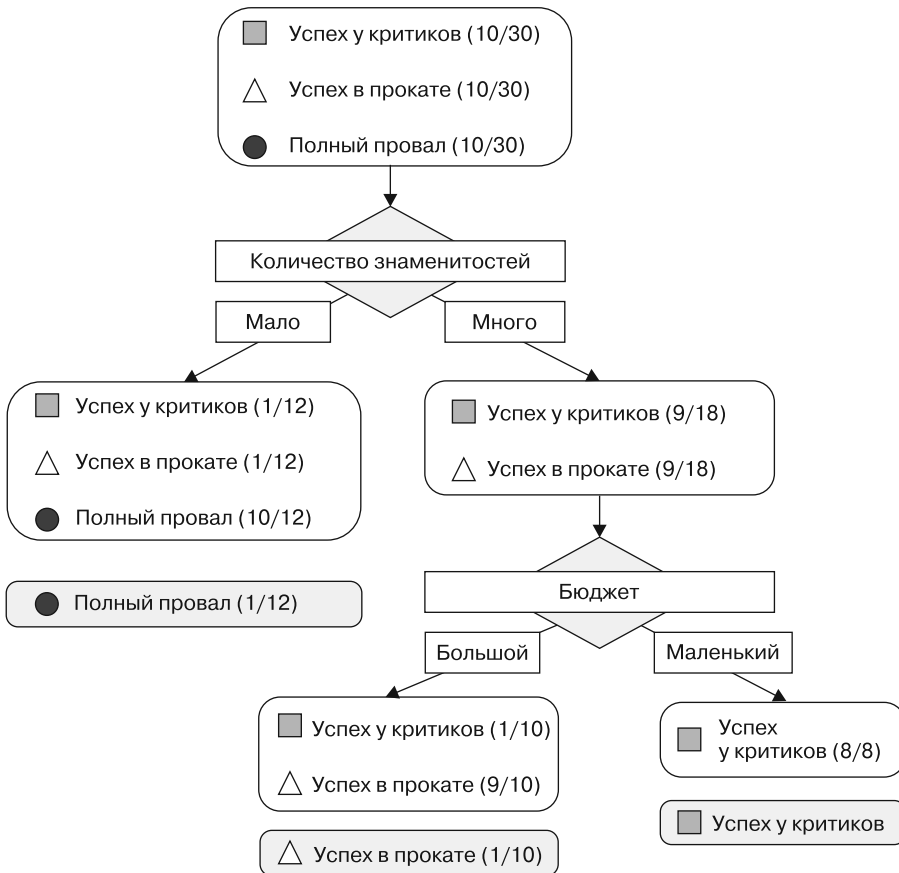 Успех у критиков (10/30)
Успех в прокате (10/30)
Полный провал (10/30)
Количество знаменитостей
Мало
Много
Успех у критиков (1/12)
Успех в прокате (1/12)
Полный провал (10/12)
Полный провал (1/12)
Успех у критиков (9/18)
Успех в прокате (9/18)
Бюджет
Большой
Маленький
Успех у критиков (1/10)
Успех в прокате (9/10)
Успех в прокате (1/10)
Успех
у критиков (8/8)
Успех у критиков